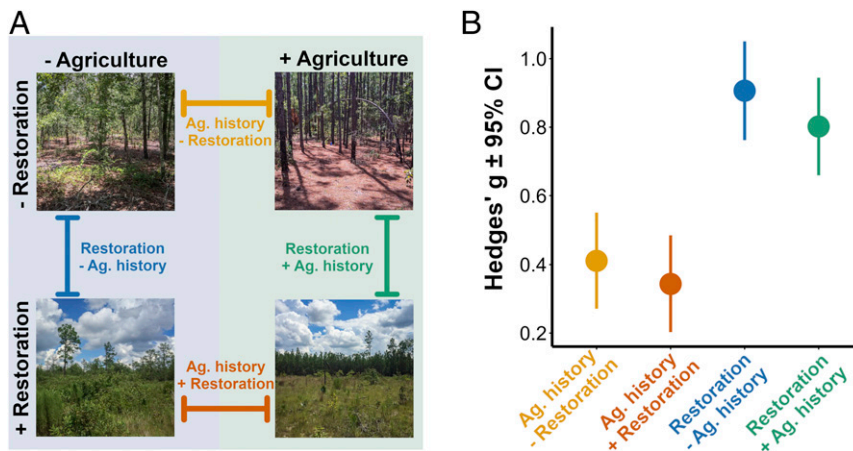 A
- Agriculture
+ Agriculture
- Restoration
Ag. history
- Restoration
Restoration
- Ag. history
Restoration
+ Ag. history
+ Restoration
Ag. history
+ Restoration
B
Hedges' g ± 95% CI
1.0
0.8
0.6
0.4
0.2
Ag. history
- Restoration
Ag. history
+ Restoration
Restoration
- Ag. history
Restoration
+ Ag. history